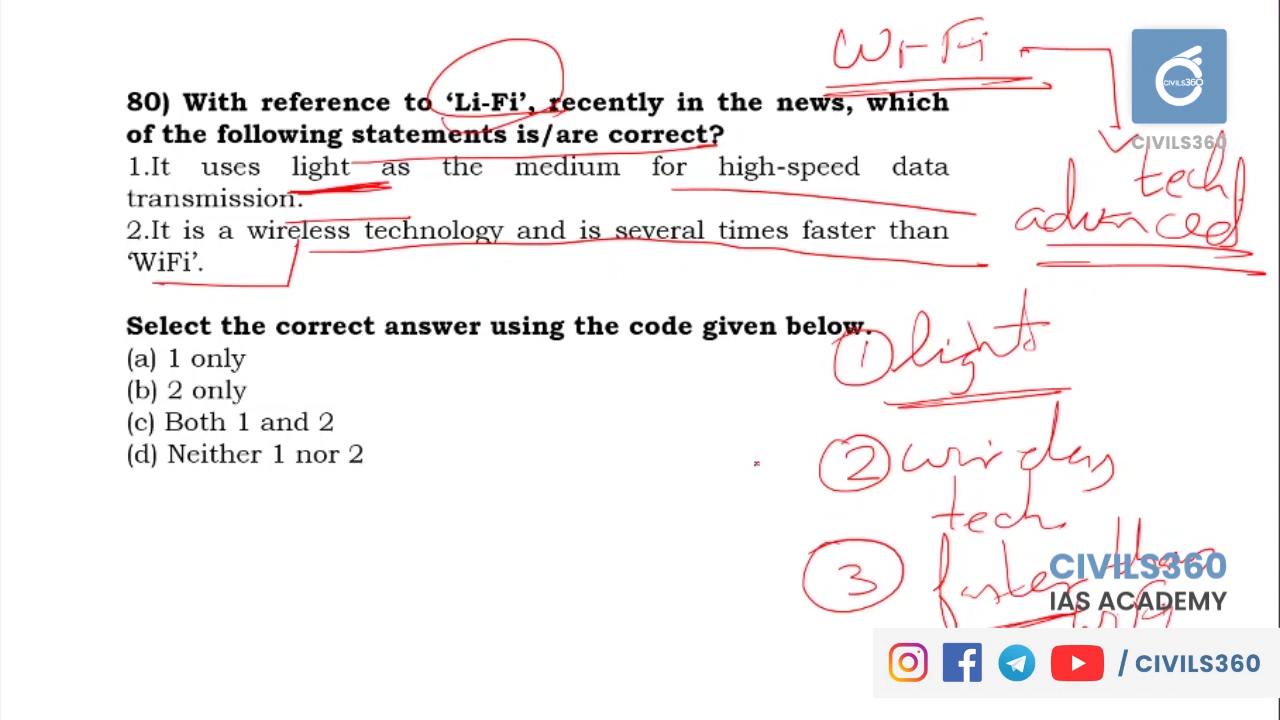 Wi-Fi
CIVILS360
CIVILS360
80) With reference to ‘Li-Fi’, recently in the news, which
of the following statements is/are correct?
1.It uses light as the medium for high-speed data
transmission.
2.It is a wireless technology and is several times faster than
‘WiFi’.
tech
advanced
Select the correct answer using the code given below.
(a) 1 only
(b) 2 only
(c) Both 1 and 2
(d) Neither 1 nor 2
1 light
2 wireless
tech
3 faster than
WiFi
CIVILS360
IAS ACADEMY
/ CIVILS360